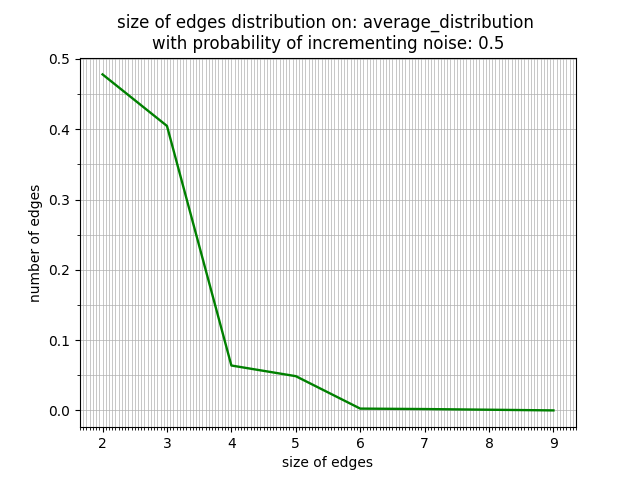 size of edges distribution on: average_distribution
with probability of incrementing noise: 0.5
0.5
0.4
0.3
0.2
0.1
0.0
number of edges
2 3 4 5 6 7 8 9
size of edges